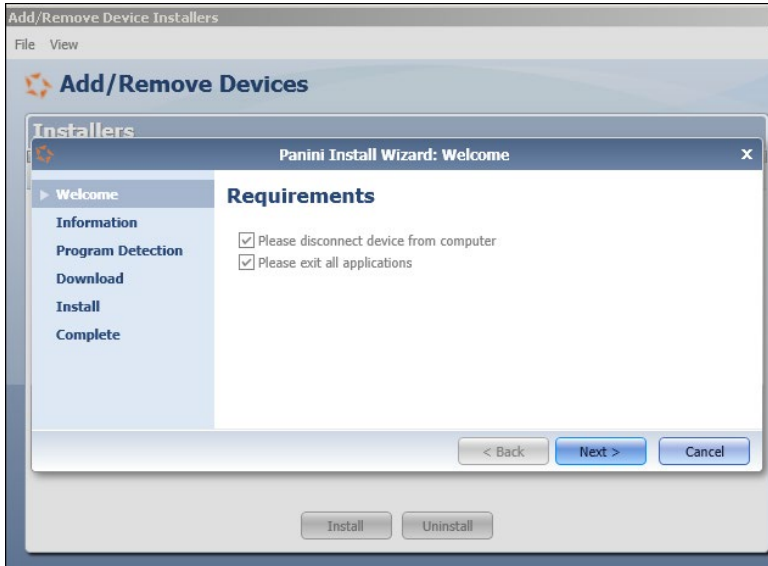 Add/Remove Device Installers
File View
Add/Remove Devices
Installers
Panini Install Wizard: Welcome x
Welcome
Information
Program Detection
Download
Install
Complete
Requirements
Please disconnect device from computer
Please exit all applications
< Back Next > Cancel
Install Uninstall